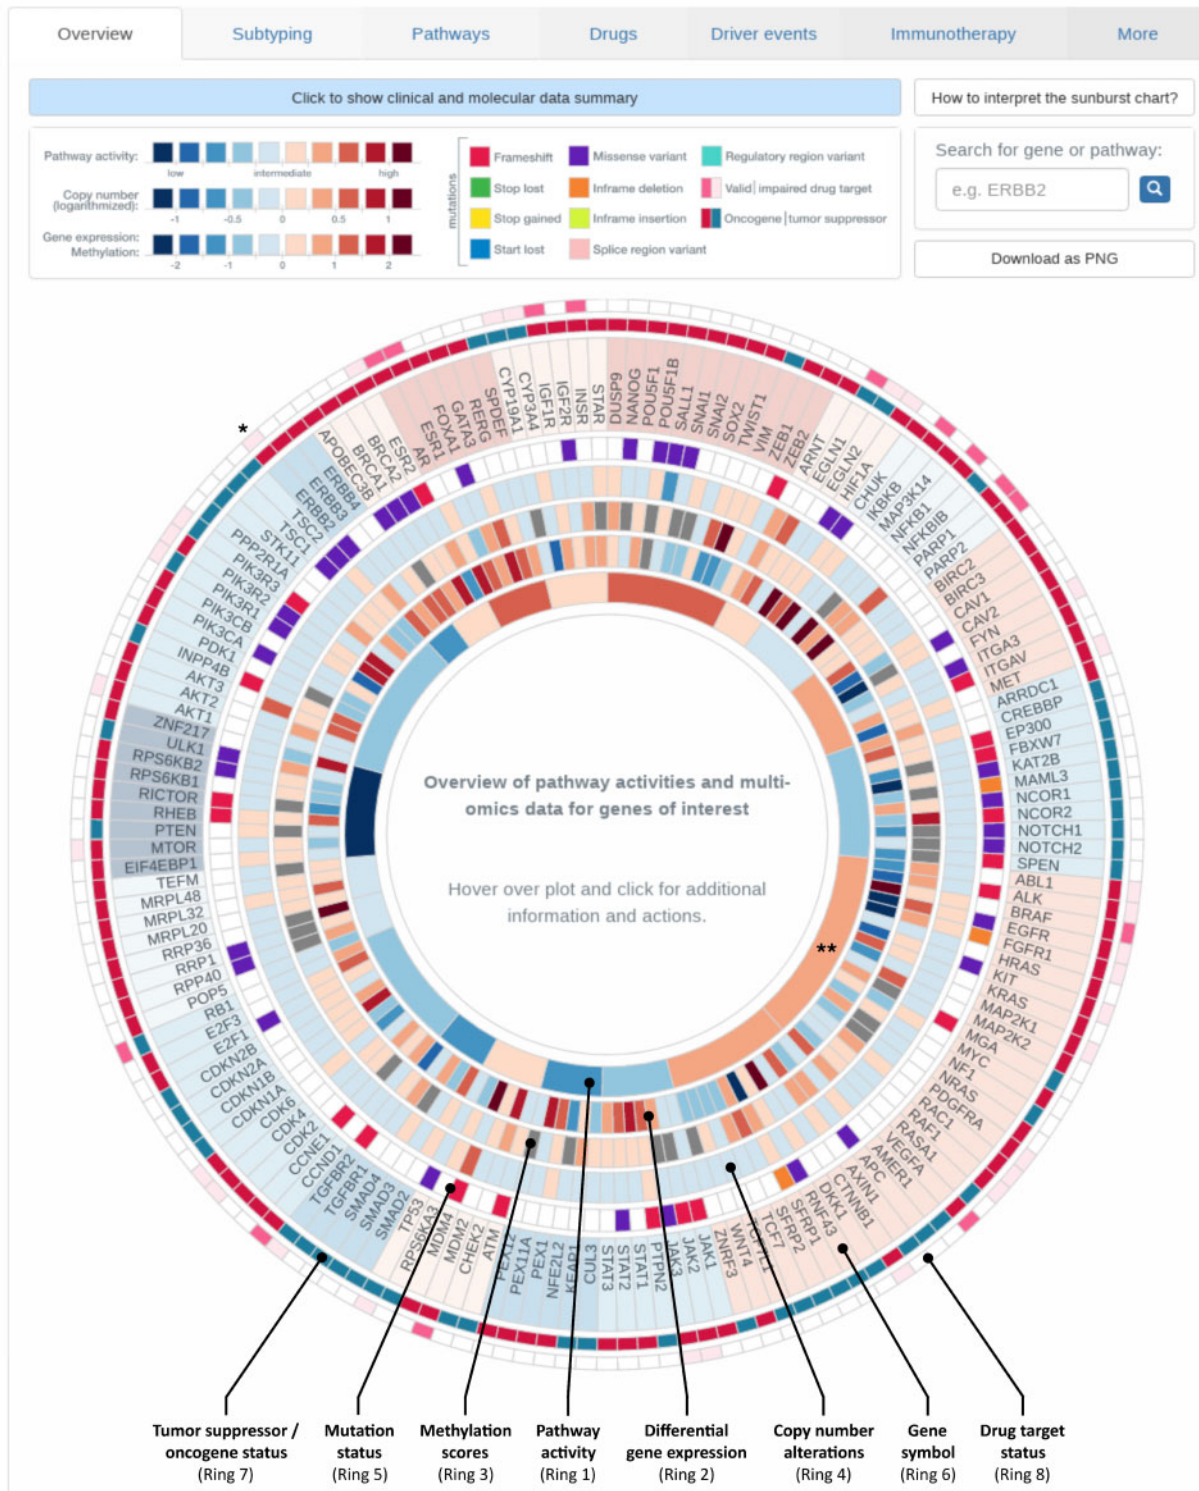 Overview
Subtyping
Pathways
Drugs
Driver events
Immunotherapy
More
Click to show clinical and molecular data summary
How to interpret the sunburst chart?
Pathway activity:
low
intermediate
high
Copy number
(logarithmized):
-1
-0.5
0
0.5
1
Gene expression:
Methylation:
-2
-1
0
1
2
mutations
Frameshift
Stop lost
Stop gained
Start lost
Missense variant
Inframe deletion
Inframe insertion
Splice region variant
Regulatory region variant
Valid | impaired drug target
Oncogene | tumor suppressor
Search for gene or pathway:
e.g. ERBB2
Download as PNG
*
DUSP9
NANOG
POU5F1
POU5F1B
SALL1
SNAI1
SNAI2
SOX2
TWIST1
VIM
ZEB1
ZEB2
ARNT
EGLN1
EGLN2
HIF1A
CHUK
IKBKB
MAP3K14
NFKB1
NFKBIB
PARP1
PARP2
BIRC2
BIRC3
CAV1
CAV2
FYN
ITGA3
ITGAV
MET
ARRDC1
CREBBP
EP300
FBXW7
KAT2B
MAML3
NCOR1
NCOR2
NOTCH1
NOTCH2
SPEN
ABL1
ALK
BRAF
EGFR
FGFR1
HRAS
KIT
KRAS
MAP2K1
MAP2K2
MGA
MYC
NF1
NRAS
PDGFRA
RAC1
RAF1
RASA1
VEGFA
AMER1
APC
AXIN1
CTNNB1
DKK1
RNF43
SFRP1
SFRP2
TCF7
TCF7L1
WNT4
ZNRF3
JAK1
JAK2
JAK3
PTPN2
STAT1
STAT2
STAT3
CUL3
KEAP1
NFE2L2
PEX1
PEX11A
PEX12
ATM
CHEK2
MDM2
MDM4
RPS6KA3
TP53
SMAD2
SMAD3
SMAD4
TGFBR1
TGFBR2
CCND1
CCNE1
CDK2
CDK4
CDK6
CDKN1A
CDKN1B
CDKN2A
CDKN2B
E2F1
E2F3
RB1
POP5
RPP40
RRP1
RRP36
MRPL20
MRPL32
MRPL48
TEFM
EIF4EBP1
MTOR
PTEN
RHEB
RICTOR
RPS6KB1
RPS6KB2
ULK1
ZNF217
AKT1
AKT2
AKT3
INPP4B
PDK1
PIK3CA
PIK3CB
PIK3R1
PIK3R2
PIK3R3
PPP2R1A
STK11
TSC1
TSC2
ERBB2
ERBB3
ERBB4
APOBEC3B
BRCA1
BRCA2
ESR2
AR
ESR1
FOXA1
GATA3
RERG
SPDEF
CYP19A1
CYP3A4
IGF1R
IGF2R
INSR
STAR
Overview of pathway activities and multi-
omics data for genes of interest
Hover over plot and click for additional
information and actions.
**
Tumor suppressor /
oncogene status
(Ring 7)
Mutation
status
(Ring 5)
Methylation
scores
(Ring 3)
Pathway
activity
(Ring 1)
Differential
gene expression
(Ring 2)
Copy number
alterations
(Ring 4)
Gene
symbol
(Ring 6)
Drug target
status
(Ring 8)